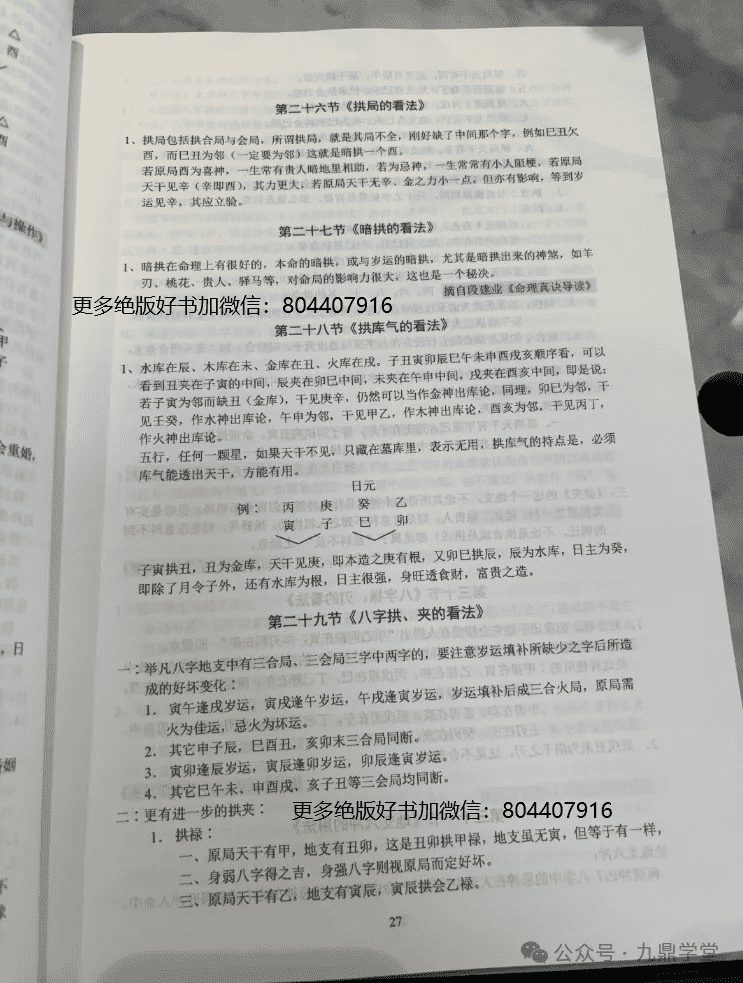 第二十六节《拱局的看法》
1、拱局包括拱合局与会局，所谓拱局，就是其局不全，刚好缺了中间那个字，例如巳丑欠
酉，而巳丑为邻（一定要为邻）这就是暗拱一个酉。
若原局酉为喜神，一生常有贵人暗地里相助，若为忌神，一生常常有小人阻梗，若原局
天干见辛（辛即酉），其力更大，若原局天干无辛、金之力小一点，但亦有影响，等到岁
运见辛，其应立验。
第二十七节《暗拱的看法》
1、暗拱在命理上有很好的，本命的暗拱，或与岁运的暗拱，尤其是暗拱出来的神煞，如羊
刃、桃花、贵人、驿马等，对命局的影响力很大，这也是一个秘决。
摘自段建业《命理真诀导读》
更多绝版好书加微信：804407916
第二十八节《拱库气的看法》
1、水库在辰、木库在未、金库在丑、火库在戌。子丑寅卯辰巳午未申酉戌亥顺序看，可以
看到丑夹在子寅的中间，辰夹在卯巳中间，未夹在午申中间，戌夹在酉亥中间，即是说：
若子寅为邻而缺丑（金库），干见庚辛，仍然可以当作金神出库论，同理，卯巳为邻，干
见壬癸，作水神出库论，午申为邻，干见甲乙，作木神出库论，酉亥为邻，干见丙丁，
作火神出库论。
五行，任何一颗星，如果天干不见，只藏在墓库里，表示无用，拱库气的持点是，必须
库气能透出天干，方能有用。
日元
例： 丙 庚 癸 乙
寅 子 巳 卯
子寅拱丑，丑为金库，天干见庚，即本造之庚有根，又卯巳拱辰，辰为水库，日主为癸，
即除了月令子外，还有水库为根，日主很强，身旺透食财，富贵之造。
第二十九节《八字拱、夹的看法》
一：举凡八字地支中有三合局、三会局三字中两字的，要注意岁运填补所缺少之字后所造
成的好坏变化：
1. 寅午逢戌岁运，寅戌逢午岁运，午戌逢寅岁运，岁运填补后成三合火局，原局需
火为佳运，忌火为坏运。
2. 其它申子辰，巳酉丑，亥卯未三合局同断。
3. 寅卯逢辰岁运，寅辰逢卯岁运，卯辰逢寅岁运。
4. 其它巳午未、申酉戌、亥子丑等三会局均同断。
二：更有进一步的拱夹：
更多绝版好书加微信：804407916
1. 拱禄：
一、原局天干有甲，地支有丑卯，这是丑卯拱甲禄，地支虽无寅，但等于有一样，
二、身弱八字得之吉，身强八字则视原局而定好坏。
三、原局天干有乙，地支有寅辰，寅辰拱会乙禄。
27
公众号·九鼎学堂
与操作》
会重婚，
，日